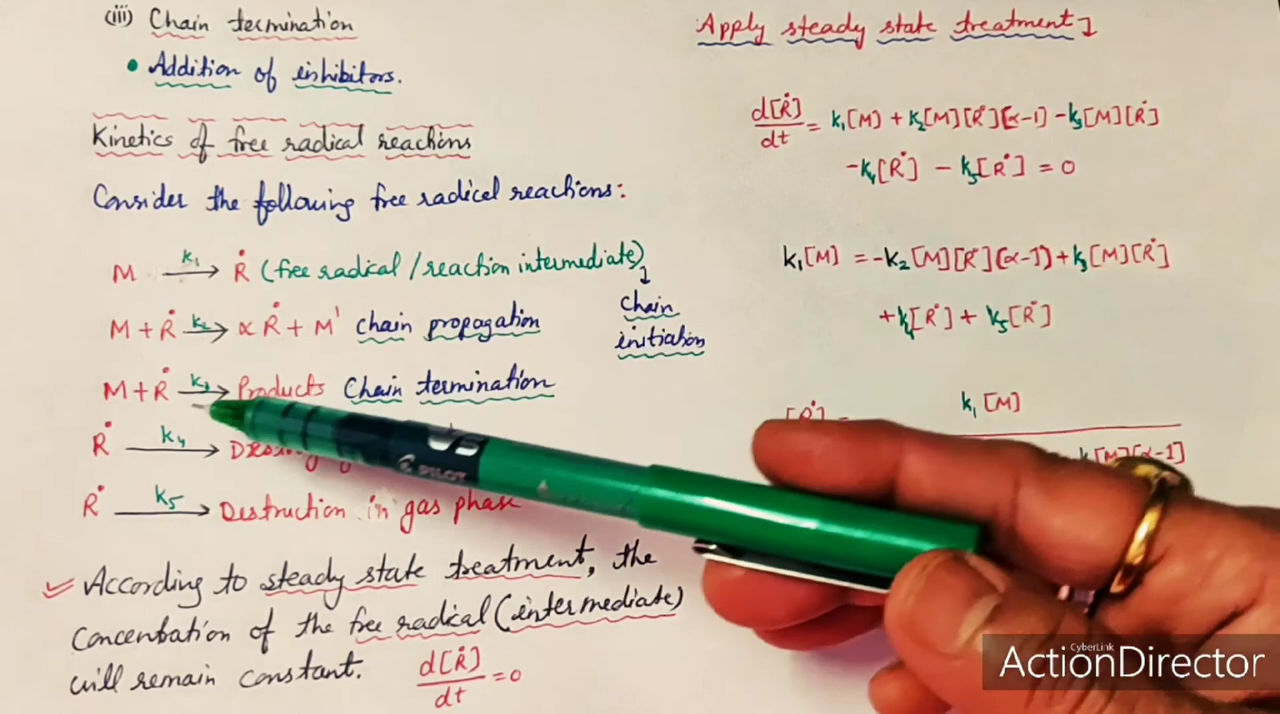 (iii) Chain termination
• Addition of inhibitors.
Kinetics of free radical reactions
Consider the following free radical reactions:
M —k₁→ Ṙ (free radical / reaction intermediate)
↓
Chain
initiation
M + Ṙ —k₂→ ∝ Ṙ + M' Chain propagation
M + Ṙ —k₃→ Products Chain termination
R• —k₄→
R• —k₅→ Destruction in gas phase
✓ According to steady state treatment, the
concentration of the free radical (intermediate)
will remain constant. d[Ṙ]/dt = 0
Apply steady state treatment
d[Ṙ]/dt = k₁[M] + k₂[M][R•](∝-1) - k₃[M][Ṙ]
-k₄[R•] - k₅[R•] = 0
k₁[M] = -k₂[M][R•](∝-1) + k₃[M][Ṙ]
+k₄[R•] + k₅[R•]
[R•] = k₁[M]
[M][∝-1]
PILOT
CyberLink
ActionDirector